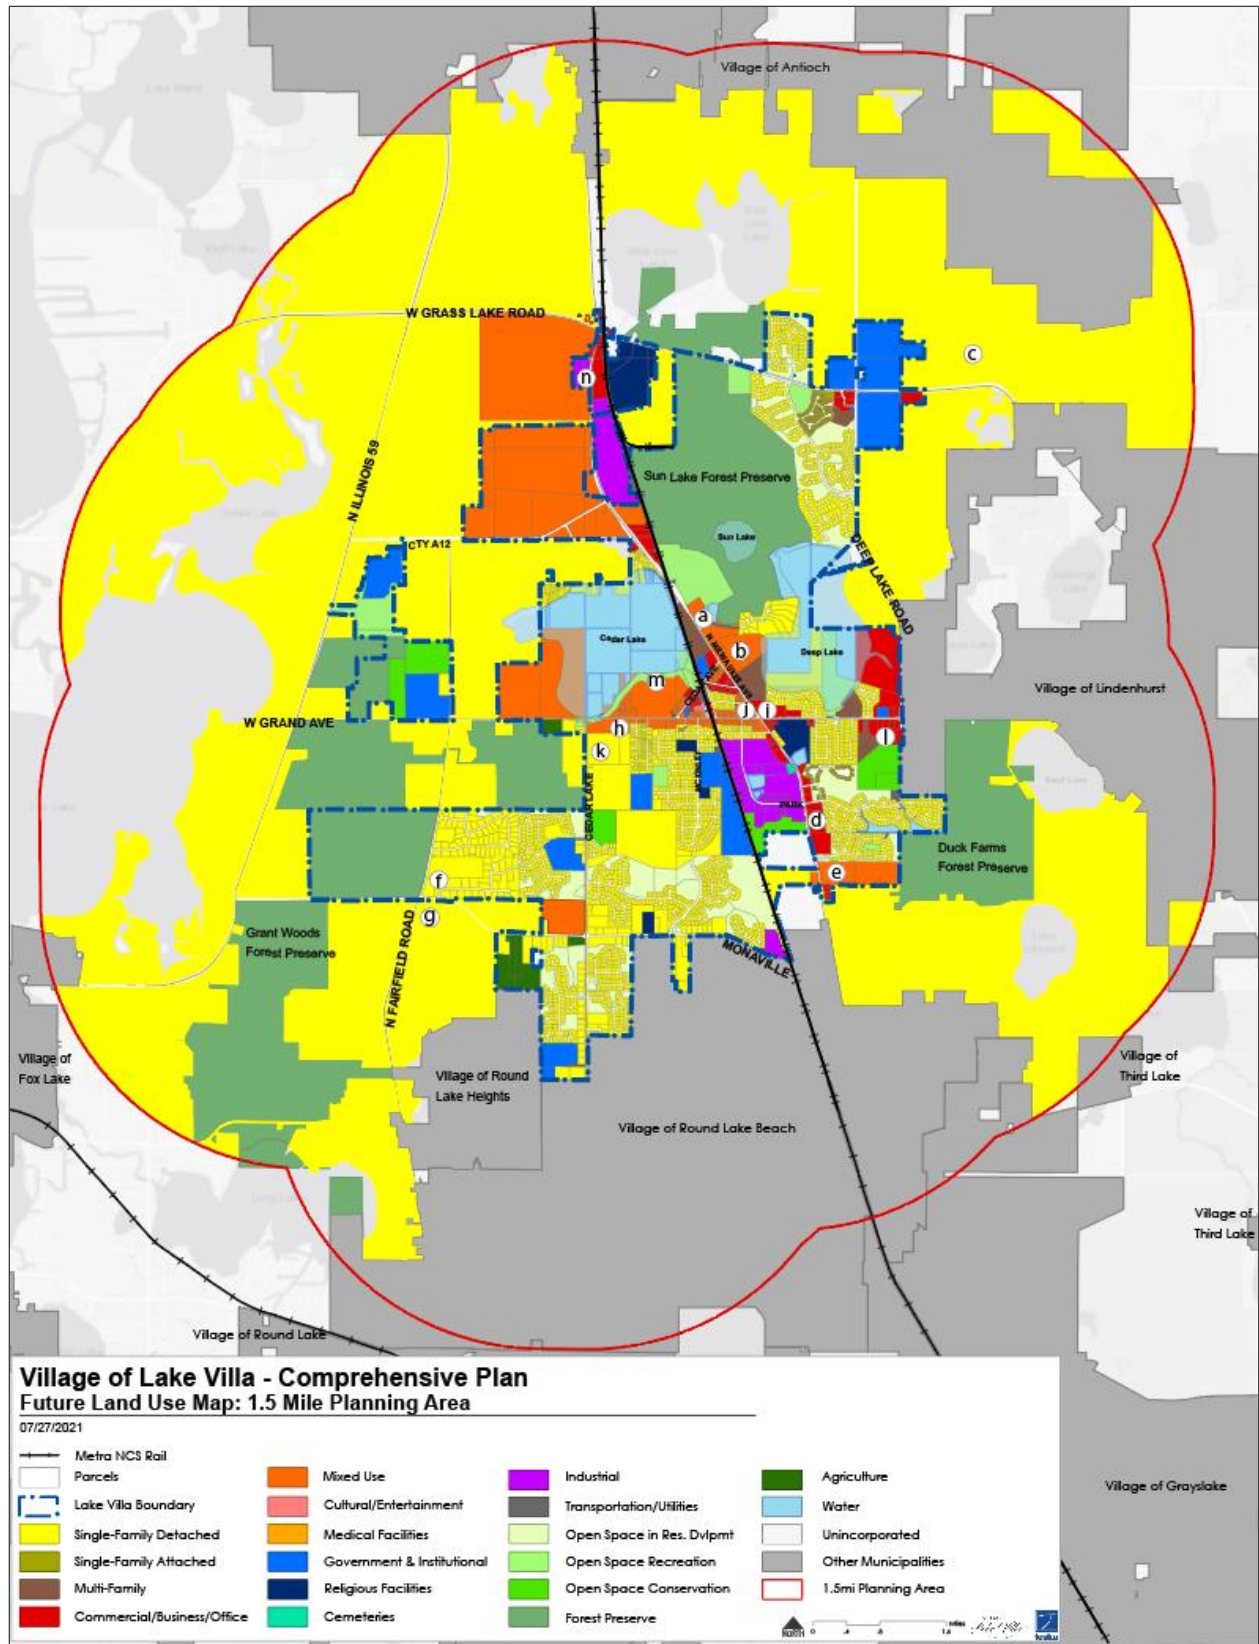 Village of Antioch
W GRASS LAKE ROAD
c
n
N ILLINOIS 59
Sun Lake Forest Preserve
Sun Lake
CTY A12
DEEP LAKE ROAD
a
Cedar Lake
b
N MILWAUKEE AVE
Deep Lake
m
CEDAR AVE
Village of Lindenhurst
W GRAND AVE
h
j
i
l
k
CEDAR LAKE
PARK
d
Duck Farms
Forest Preserve
f
e
g
Grant Woods
Forest Preserve
MONAVILLE
N FAIRFIELD ROAD
Village of
Fox Lake
Village of Round
Lake Heights
Village of
Third Lake
Village of Round Lake Beach
Village of
Third Lake
Village of Round Lake
Village of Lake Villa - Comprehensive Plan
Future Land Use Map: 1.5 Mile Planning Area
07/27/2021
Metra NCS Rail
Parcels
Lake Villa Boundary
Single-Family Detached
Single-Family Attached
Multi-Family
Commercial/Business/Office
Mixed Use
Cultural/Entertainment
Medical Facilities
Government & Institutional
Religious Facilities
Cemeteries
Industrial
Transportation/Utilities
Open Space in Res. Dvlpmt
Open Space Recreation
Open Space Conservation
Forest Preserve
Agriculture
Water
Unincorporated
Other Municipalities
1.5mi Planning Area
NORTH
Village of Grayslake